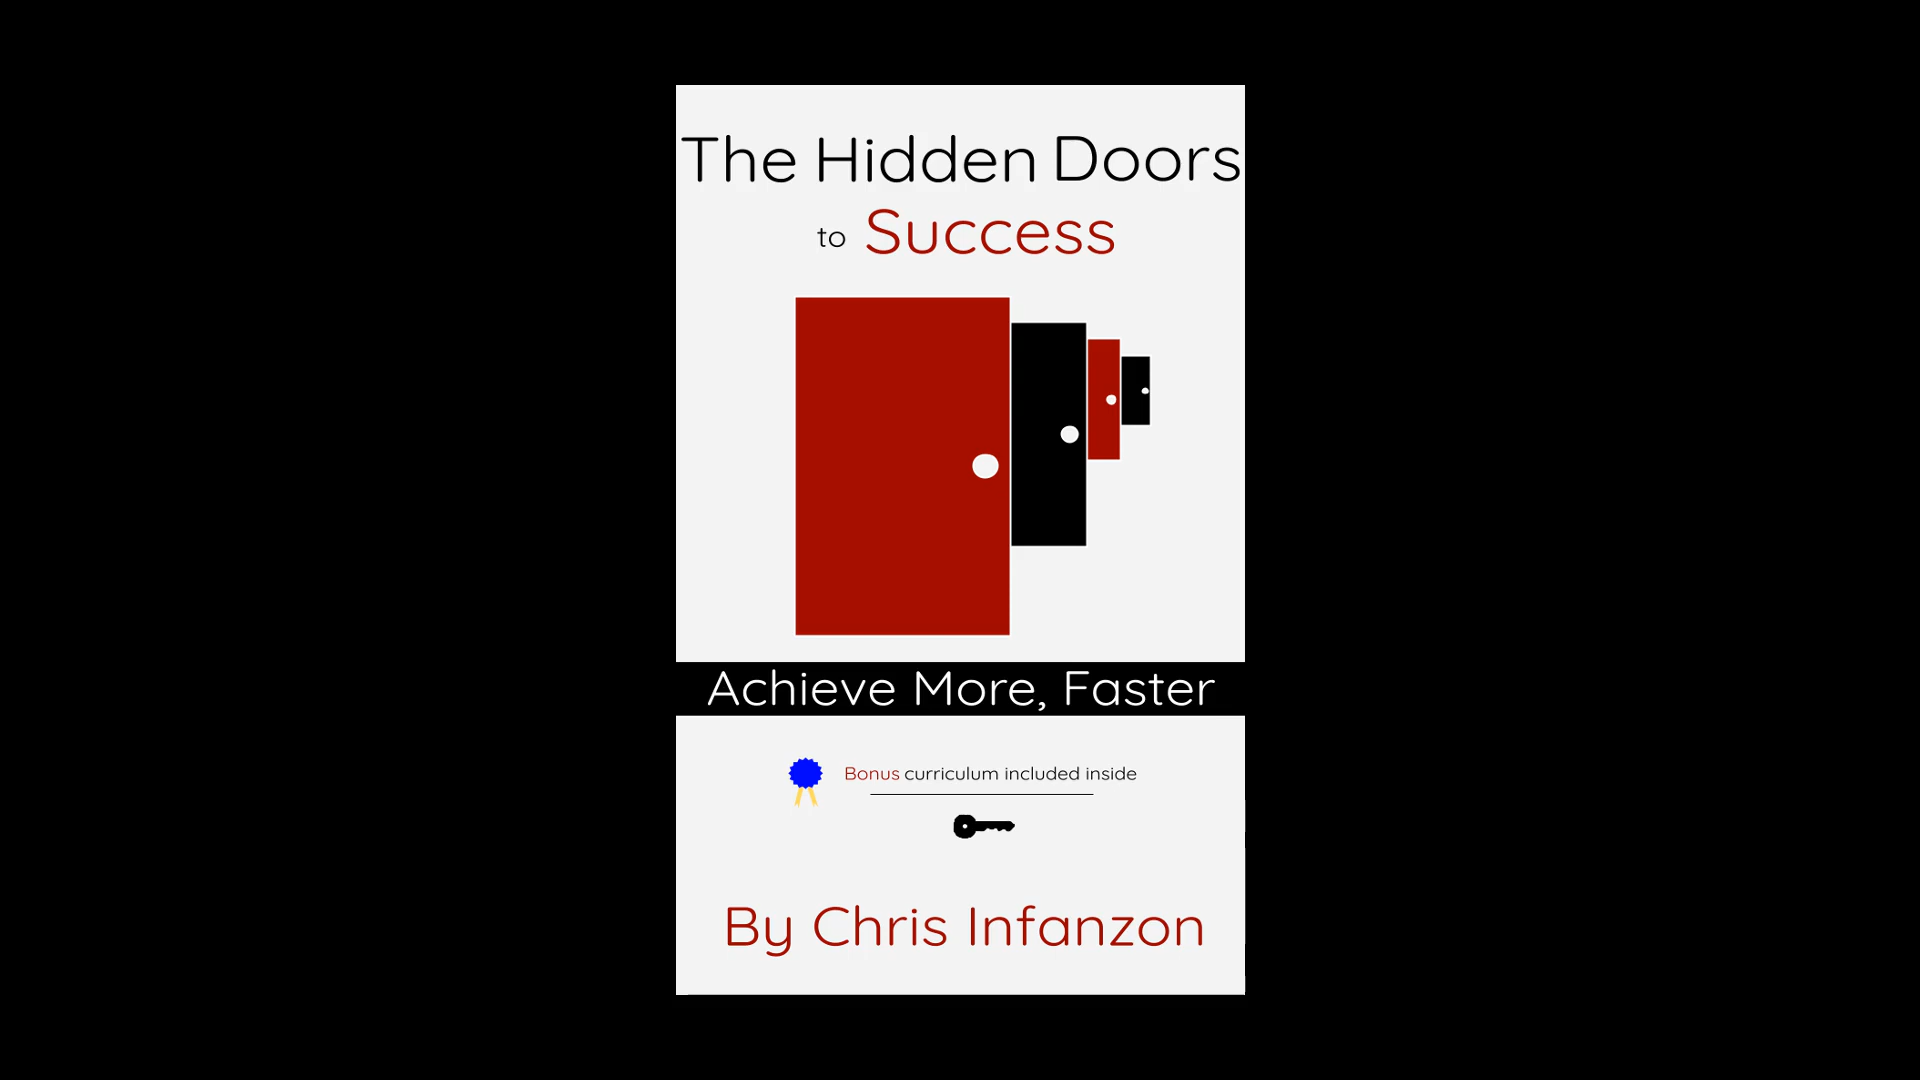 The Hidden Doors
to Success
Achieve More, Faster
Bonus curriculum included inside
By Chris Infanzon